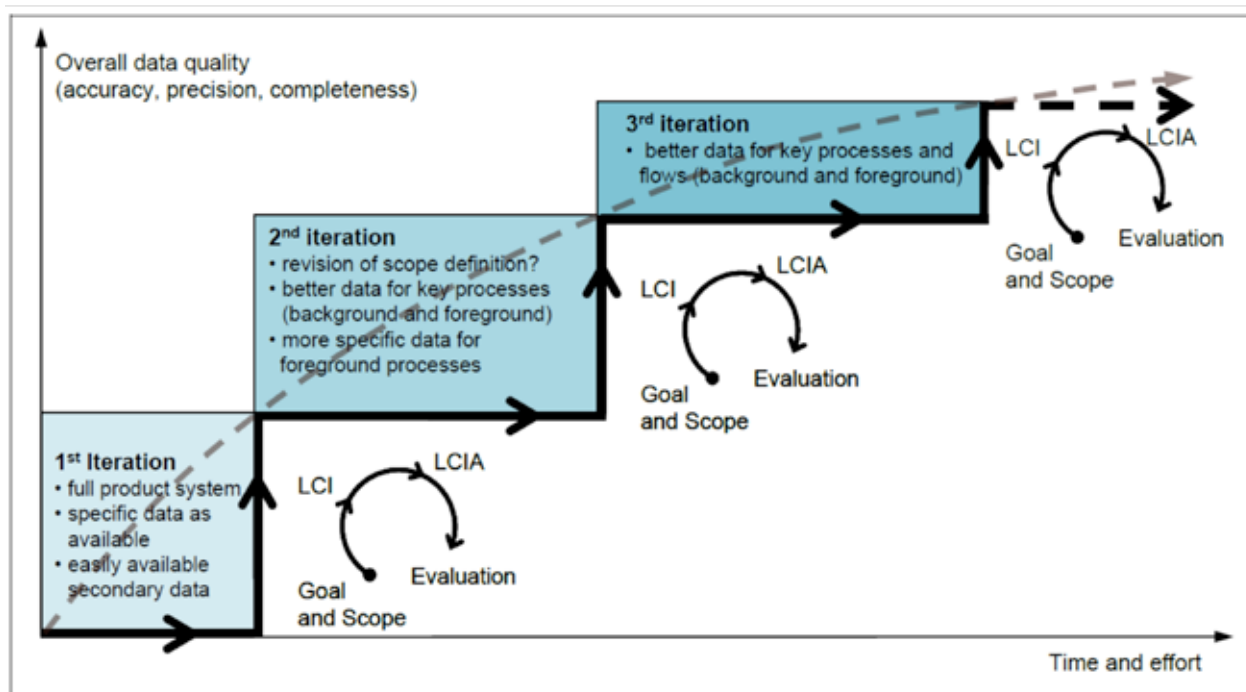 Overall data quality
(accuracy, precision, completeness)
3rd iteration
• better data for key processes and
flows (background and foreground)
LCI
LCIA
Goal
and Scope
Evaluation
2nd iteration
• revision of scope definition?
• better data for key processes
(background and foreground)
• more specific data for
foreground processes
LCI
LCIA
Goal
and Scope
Evaluation
1st Iteration
• full product system
• specific data as
available
• easily available
secondary data
LCI
LCIA
Goal
and Scope
Evaluation
Time and effort